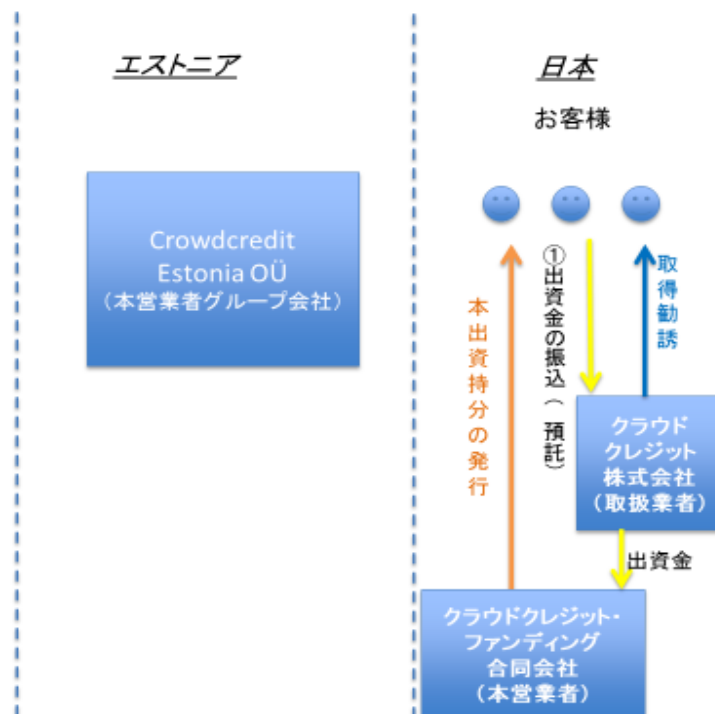 エストニア
日本
お客様
Crowdcredit
Estonia OÜ
（本営業者グループ会社）
本出資持分の発行
①出資金の振込（預託）
取得勧誘
クラウド
クレジット
株式会社
（取扱業者）
出資金
クラウドクレジット・
ファンディング
合同会社
（本営業者）